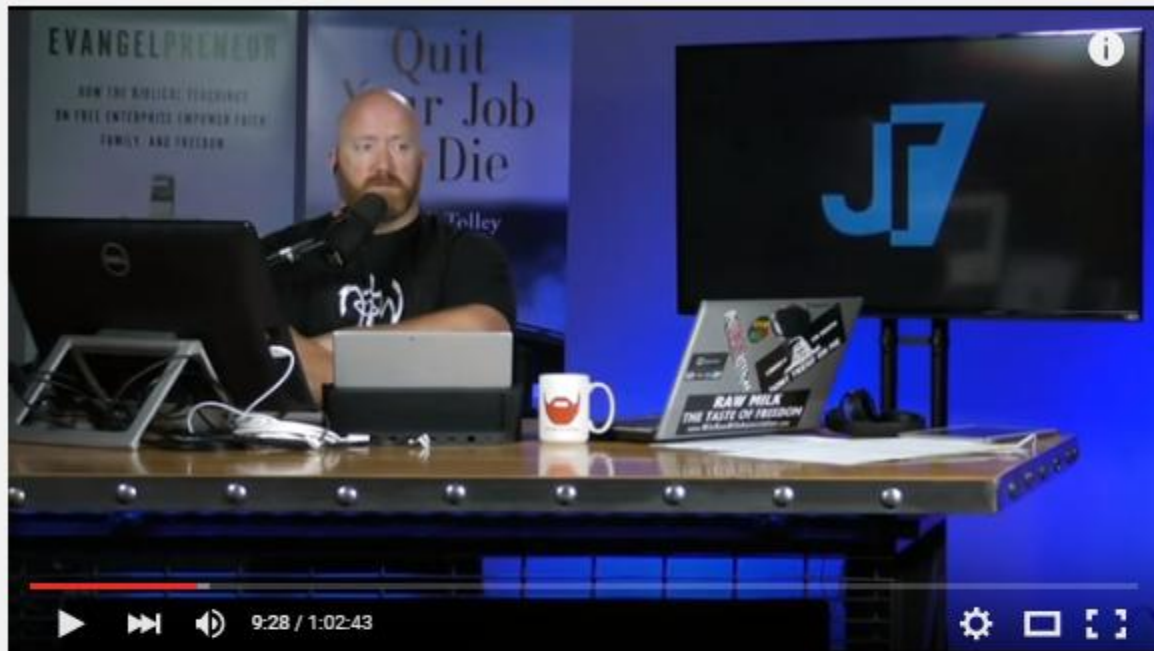 EVANGELPRENEUR
HOW THE BIBLICAL TEACHINGS
ON FREE ENTERPRISE EMPOWER FAITH
FAMILY, AND FREEDOM
Quit
Your Job
Die
Tolley
JT
DELL
RAW MILK
THE TASTE OF FREEDOM
i
9:28 / 1:02:43